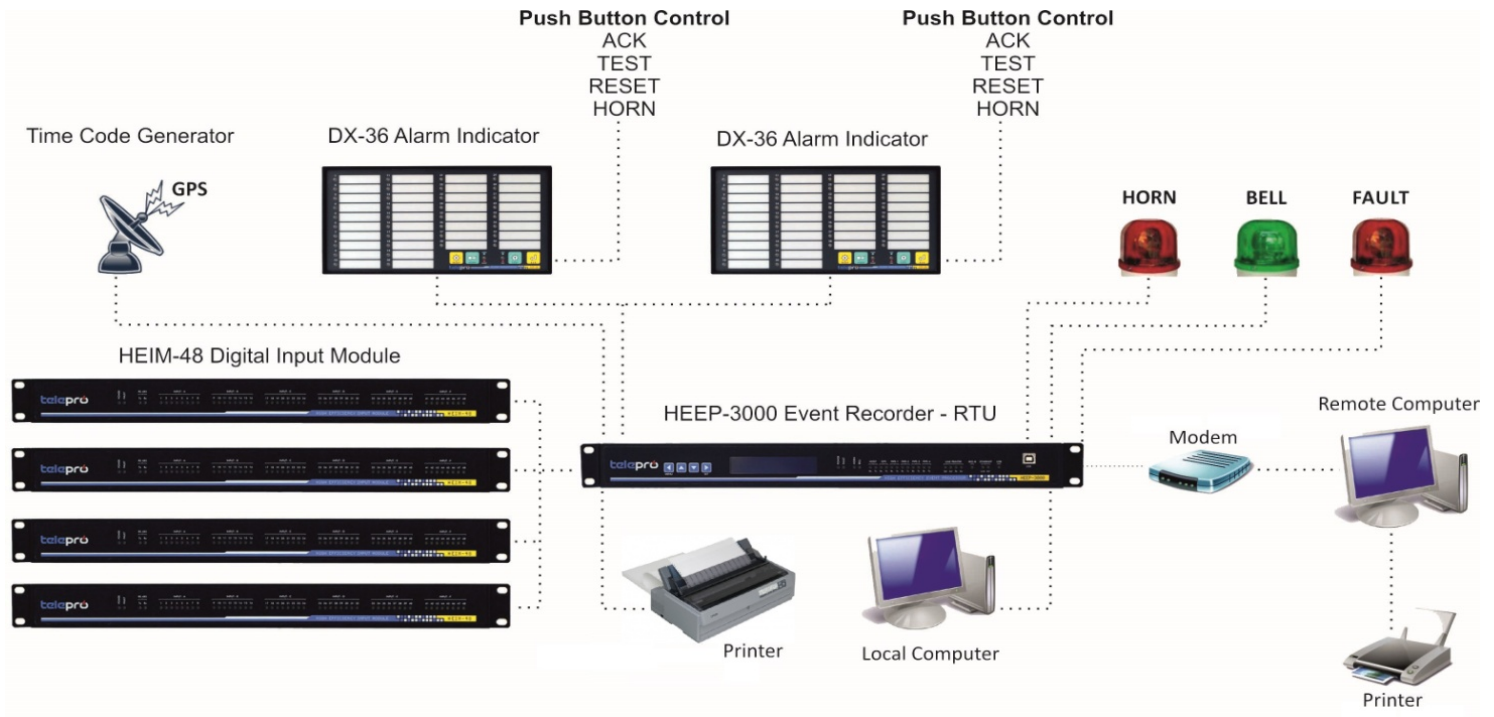 Push Button Control
ACK
TEST
RESET
HORN
Push Button Control
ACK
TEST
RESET
HORN
Time Code Generator
GPS
DX-36 Alarm Indicator
DX-36 Alarm Indicator
HORN
BELL
FAULT
HEIM-48 Digital Input Module
telepro
telepro
telepro
telepro
HEEP-3000 Event Recorder - RTU
telepro
Modem
Remote Computer
Printer
Local Computer
Printer